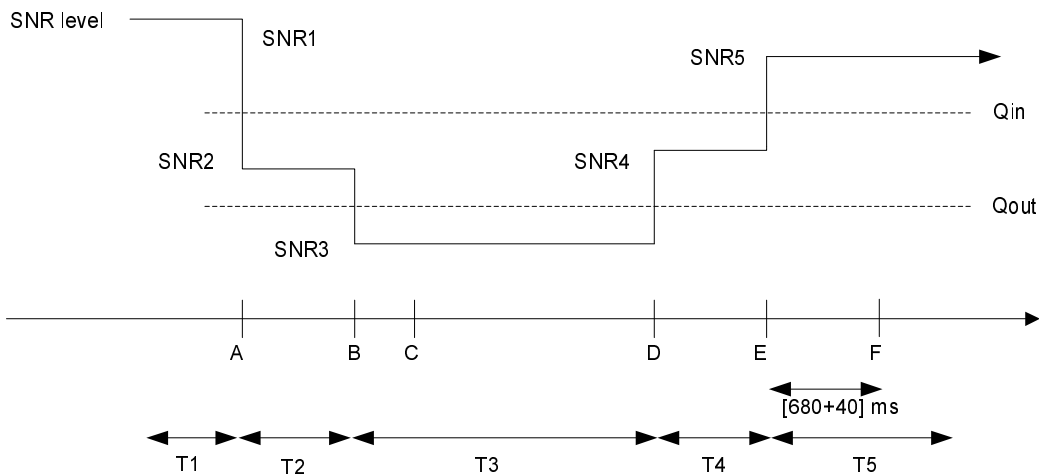 SNR level
SNR1
SNR5
Qin
SNR2
SNR4
Qout
SNR3
A
B
C
D
E
F
[680+40] ms
T1
T2
T3
T4
T5